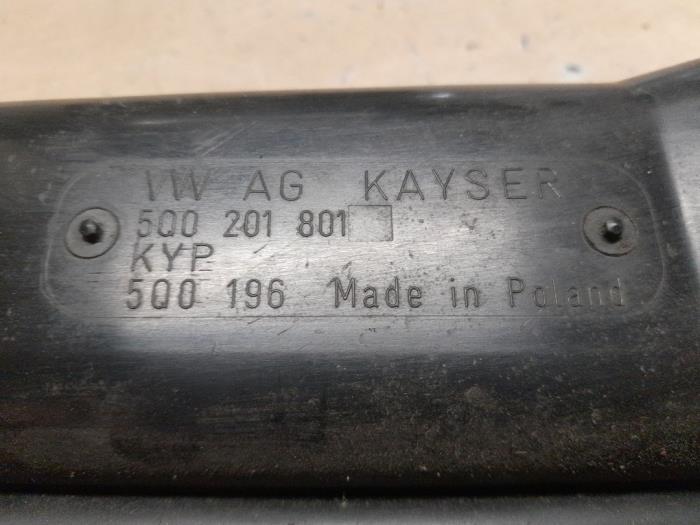 VW AG KAYSER
5Q0 201 801
KYP
5Q0 196 Made in Poland